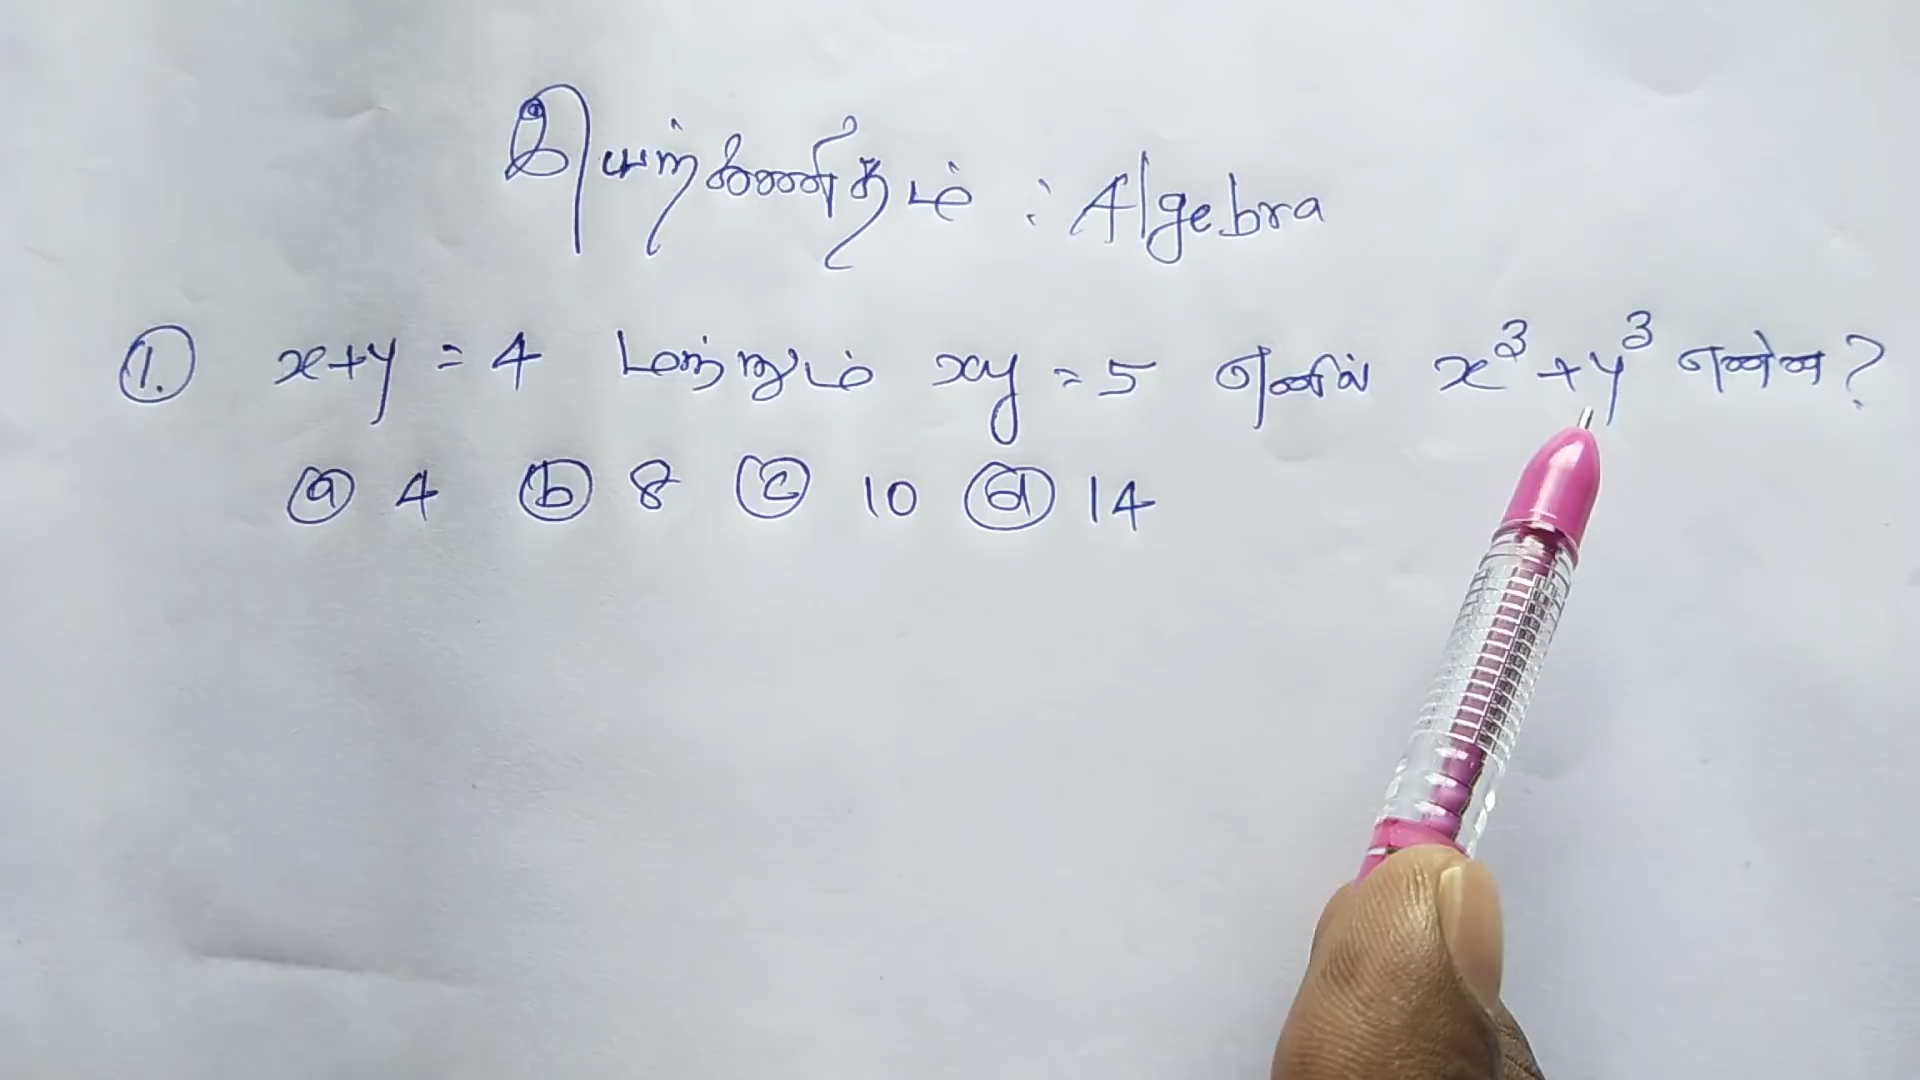 இயற்கணிதம் : Algebra
1. x+y = 4 மற்றும் xy = 5 எனில் x³ + y³ என்ன?
a 4 b 8 c 10 d 14